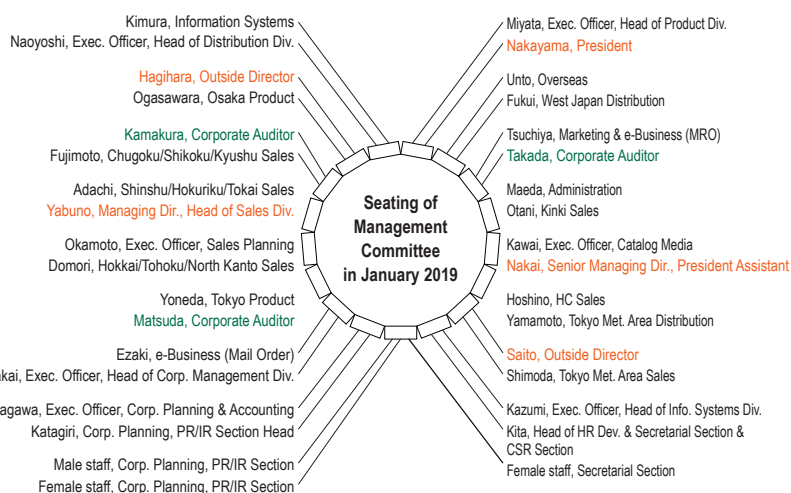 Kimura, Information Systems
Naoyoshi, Exec. Officer, Head of Distribution Div.
Hagihara, Outside Director
Ogasawara, Osaka Product
Kamakura, Corporate Auditor
Fujimoto, Chugoku/Shikoku/Kyushu Sales
Adachi, Shinshu/Hokuriku/Tokai Sales
Yabuno, Managing Dir., Head of Sales Div.
Okamoto, Exec. Officer, Sales Planning
Domori, Hokkai/Tohoku/North Kanto Sales
Yoneda, Tokyo Product
Matsuda, Corporate Auditor
Ezaki, e-Business (Mail Order)
Exec. Officer, Head of Corp. Management Div.
Exec. Officer, Corp. Planning & Accounting
Katagiri, Corp. Planning, PR/IR Section Head
Male staff, Corp. Planning, PR/IR Section
Female staff, Corp. Planning, PR/IR Section
Seating of
Management
Committee
in January 2019
Miyata, Exec. Officer, Head of Product Div.
Nakayama, President
Unto, Overseas
Fukui, West Japan Distribution
Tsuchiya, Marketing & e-Business (MRO)
Takada, Corporate Auditor
Maeda, Administration
Otani, Kinki Sales
Kawai, Exec. Officer, Catalog Media
Nakai, Senior Managing Dir., President Assistant
Hoshino, HC Sales
Yamamoto, Tokyo Met. Area Distribution
Saito, Outside Director
Shimoda, Tokyo Met. Area Sales
Kazumi, Exec. Officer, Head of Info. Systems Div.
Kita, Head of HR Dev. & Secretarial Section &
CSR Section
Female staff, Secretarial Section